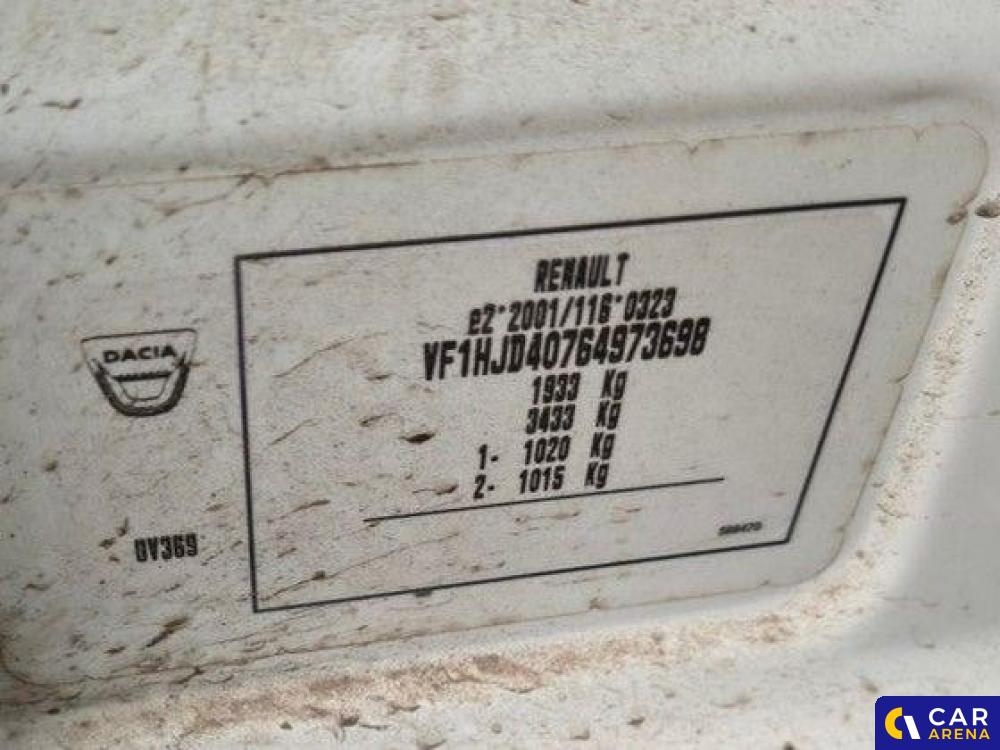 RENAULT
e2*2001/116*0323
VF1HJD40764973698
1933 Kg
3433 Kg
1- 1020 Kg
2- 1015 Kg
DACIA
0V369
CAR
ARENA